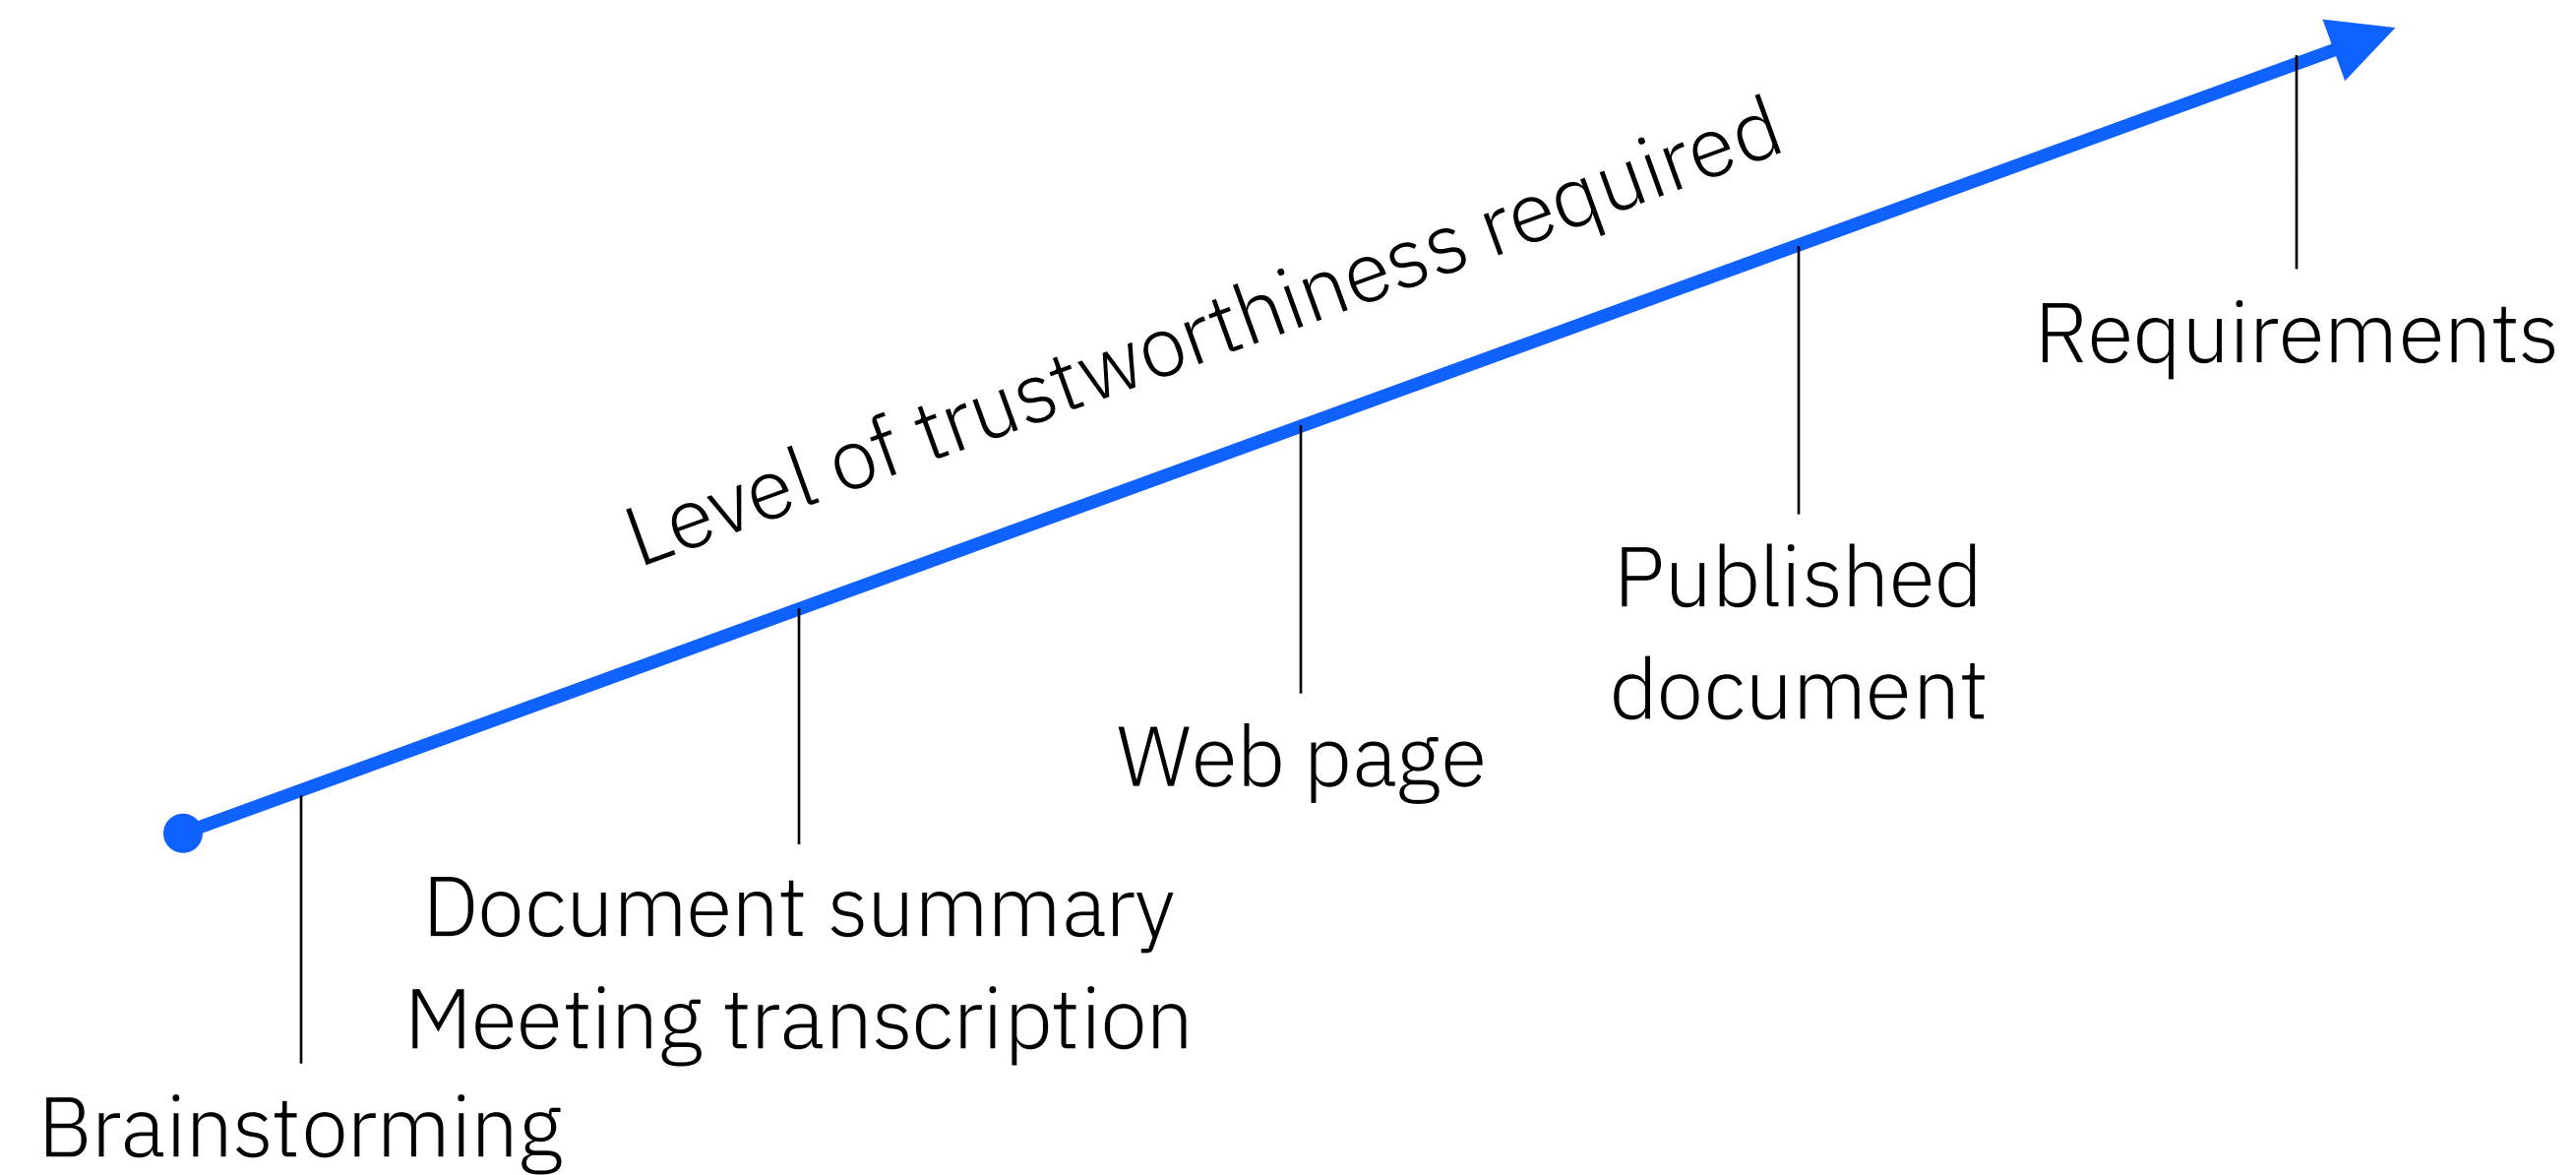 Level of trustworthiness required
Requirements
Published
document
Web page
Document summary
Meeting transcription
Brainstorming